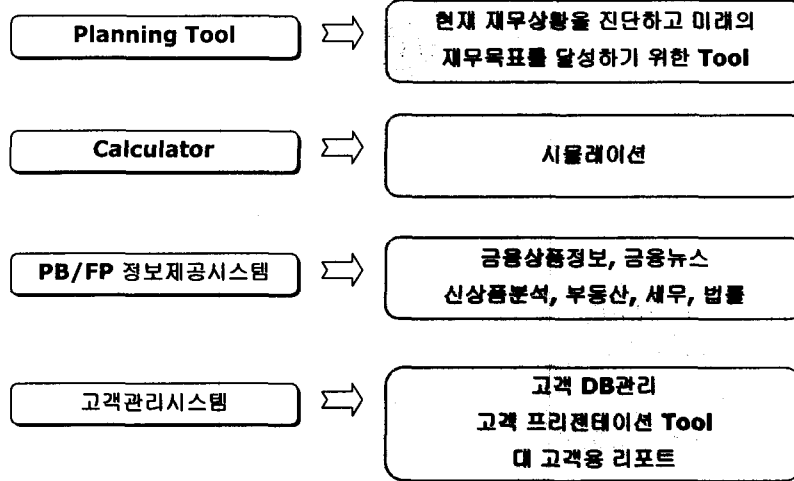 Planning Tool
현재 재무상황을 진단하고 미래의
재무목표를 달성하기 위한 Tool
Calculator
시뮬레이션
PB/FP 정보제공시스템
금융상품정보, 금융뉴스
신상품분석, 부동산, 세무, 법률
고객관리시스템
고객 DB관리
고객 프리젠테이션 Tool
대 고객용 리포트